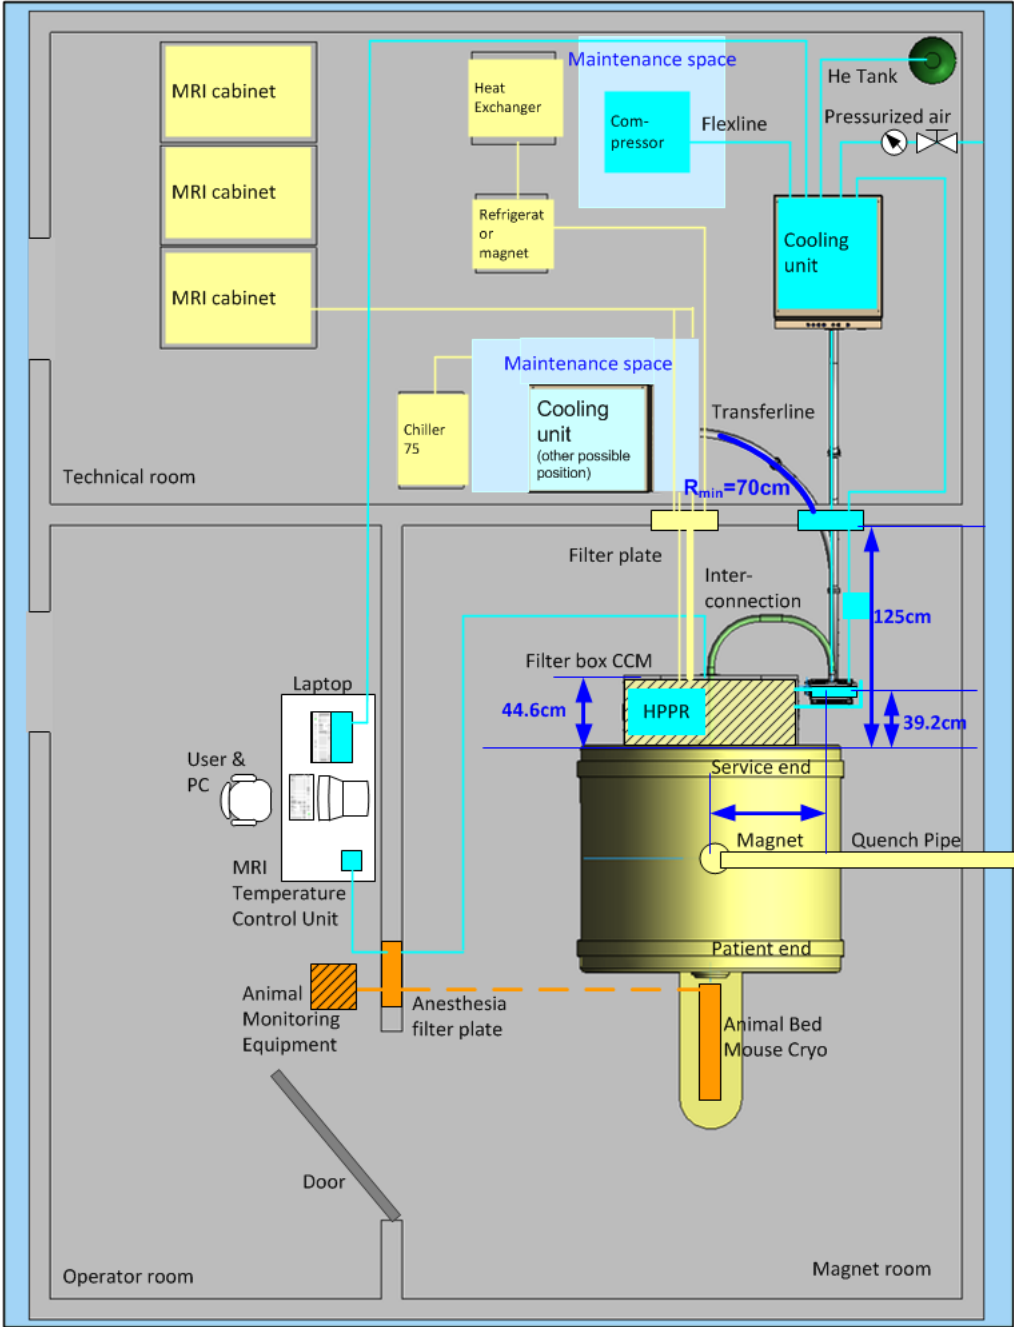 MRI cabinet
MRI cabinet
MRI cabinet
Heat
Exchanger
Maintenance space
Com-
pressor
Flexline
He Tank
Pressurized air
Refrigerat
or
magnet
Cooling
unit
Maintenance space
Chiller
75
Cooling
unit
(other possible
position)
Transferline
Rmin=70cm
Technical room
Filter plate
Inter-
connection
125cm
Filter box CCM
44.6cm
HPPR
39.2cm
Laptop
User &
PC
MRI
Temperature
Control Unit
Service end
Magnet
Quench Pipe
Patient end
Animal
Monitoring
Equipment
Anesthesia
filter plate
Animal Bed
Mouse Cryo
Door
Operator room
Magnet room